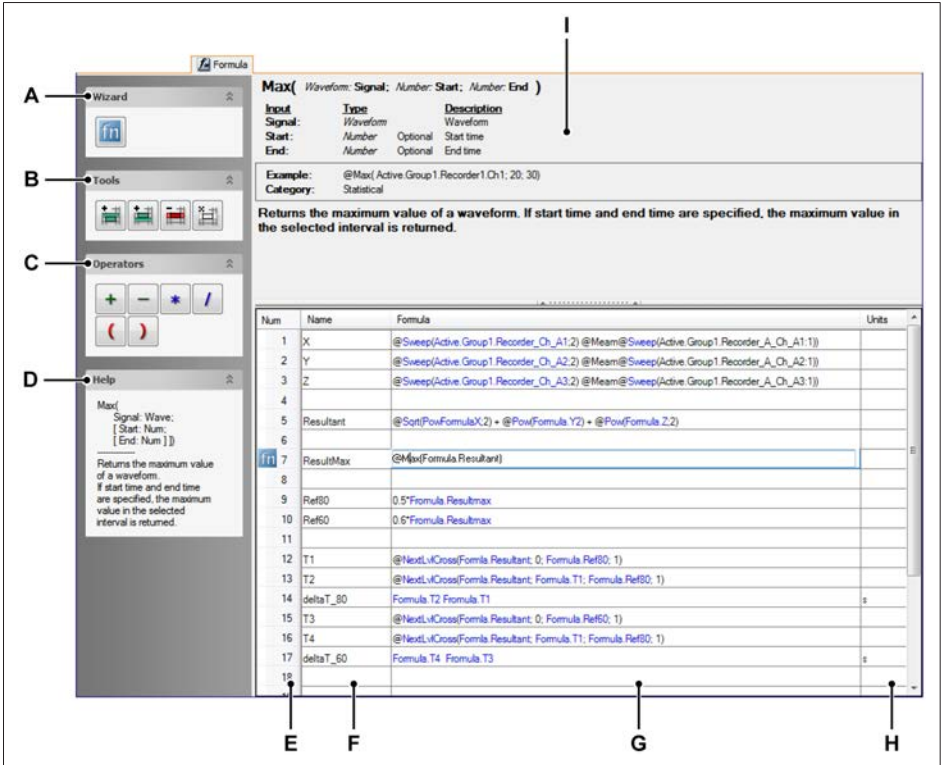 I
Formula
A
Wizard
fn
B
Tools
C
Operators
+ - * /
( )
D
Help
Max(
Signal: Wave;
[ Start: Num;
[ End: Num ] ])
------------
Returns the maximum value
of a waveform.
If start time and end time
are specified, the maximum
value in the selected
interval is returned.
Max( Waveform: Signal; Number: Start; Number: End )
Input Type Description
Signal: Waveform Waveform
Start: Number Optional Start time
End: Number Optional End time
Example: @Max( Active.Group1.Recorder1.Ch1; 20; 30)
Category: Statistical
Returns the maximum value of a waveform. If start time and end time are specified, the maximum value in
the selected interval is returned.
Num Name Formula Units
1 X @Sweep(Active.Group1.Recorder_Ch_A1;2) @Meam@Sweep(Active.Group1.Recorder_A_Ch_A1:1))
2 Y @Sweep(Active.Group1.Recorder_Ch_A2;2) @Meam@Sweep(Active.Group1.Recorder_A_Ch_A2:1))
3 Z @Sweep(Active.Group1.Recorder_Ch_A3;2) @Meam@Sweep(Active.Group1.Recorder_A_Ch_A3:1))
4
5 Resultant @Sqrt(PowFormulaX;2) + @Pow(Formula.Y2) + @Pow(Formula.Z;2)
6
fn 7 ResultMax @Max(Formula.Resultant)
8
9 Ref80 0.5*Fromula.Resultmax
10 Ref60 0.6*Fromula.Resultmax
11
12 T1 @NextLvlCross(Formla.Resultant; 0; Formula.Ref80; 1)
13 T2 @NextLvlCross(Formla.Resultant; Formula.T1; Formula.Ref80; 1)
14 deltaT_80 Formula.T2 Fromula.T1 s
15 T3 @NextLvlCross(Formla.Resultant; 0; Formula.Ref60; 1)
16 T4 @NextLvlCross(Formla.Resultant; Formula.T1; Formula.Ref80; 1)
17 deltaT_60 Formula.T4 Fromula.T3 s
18
E F G H